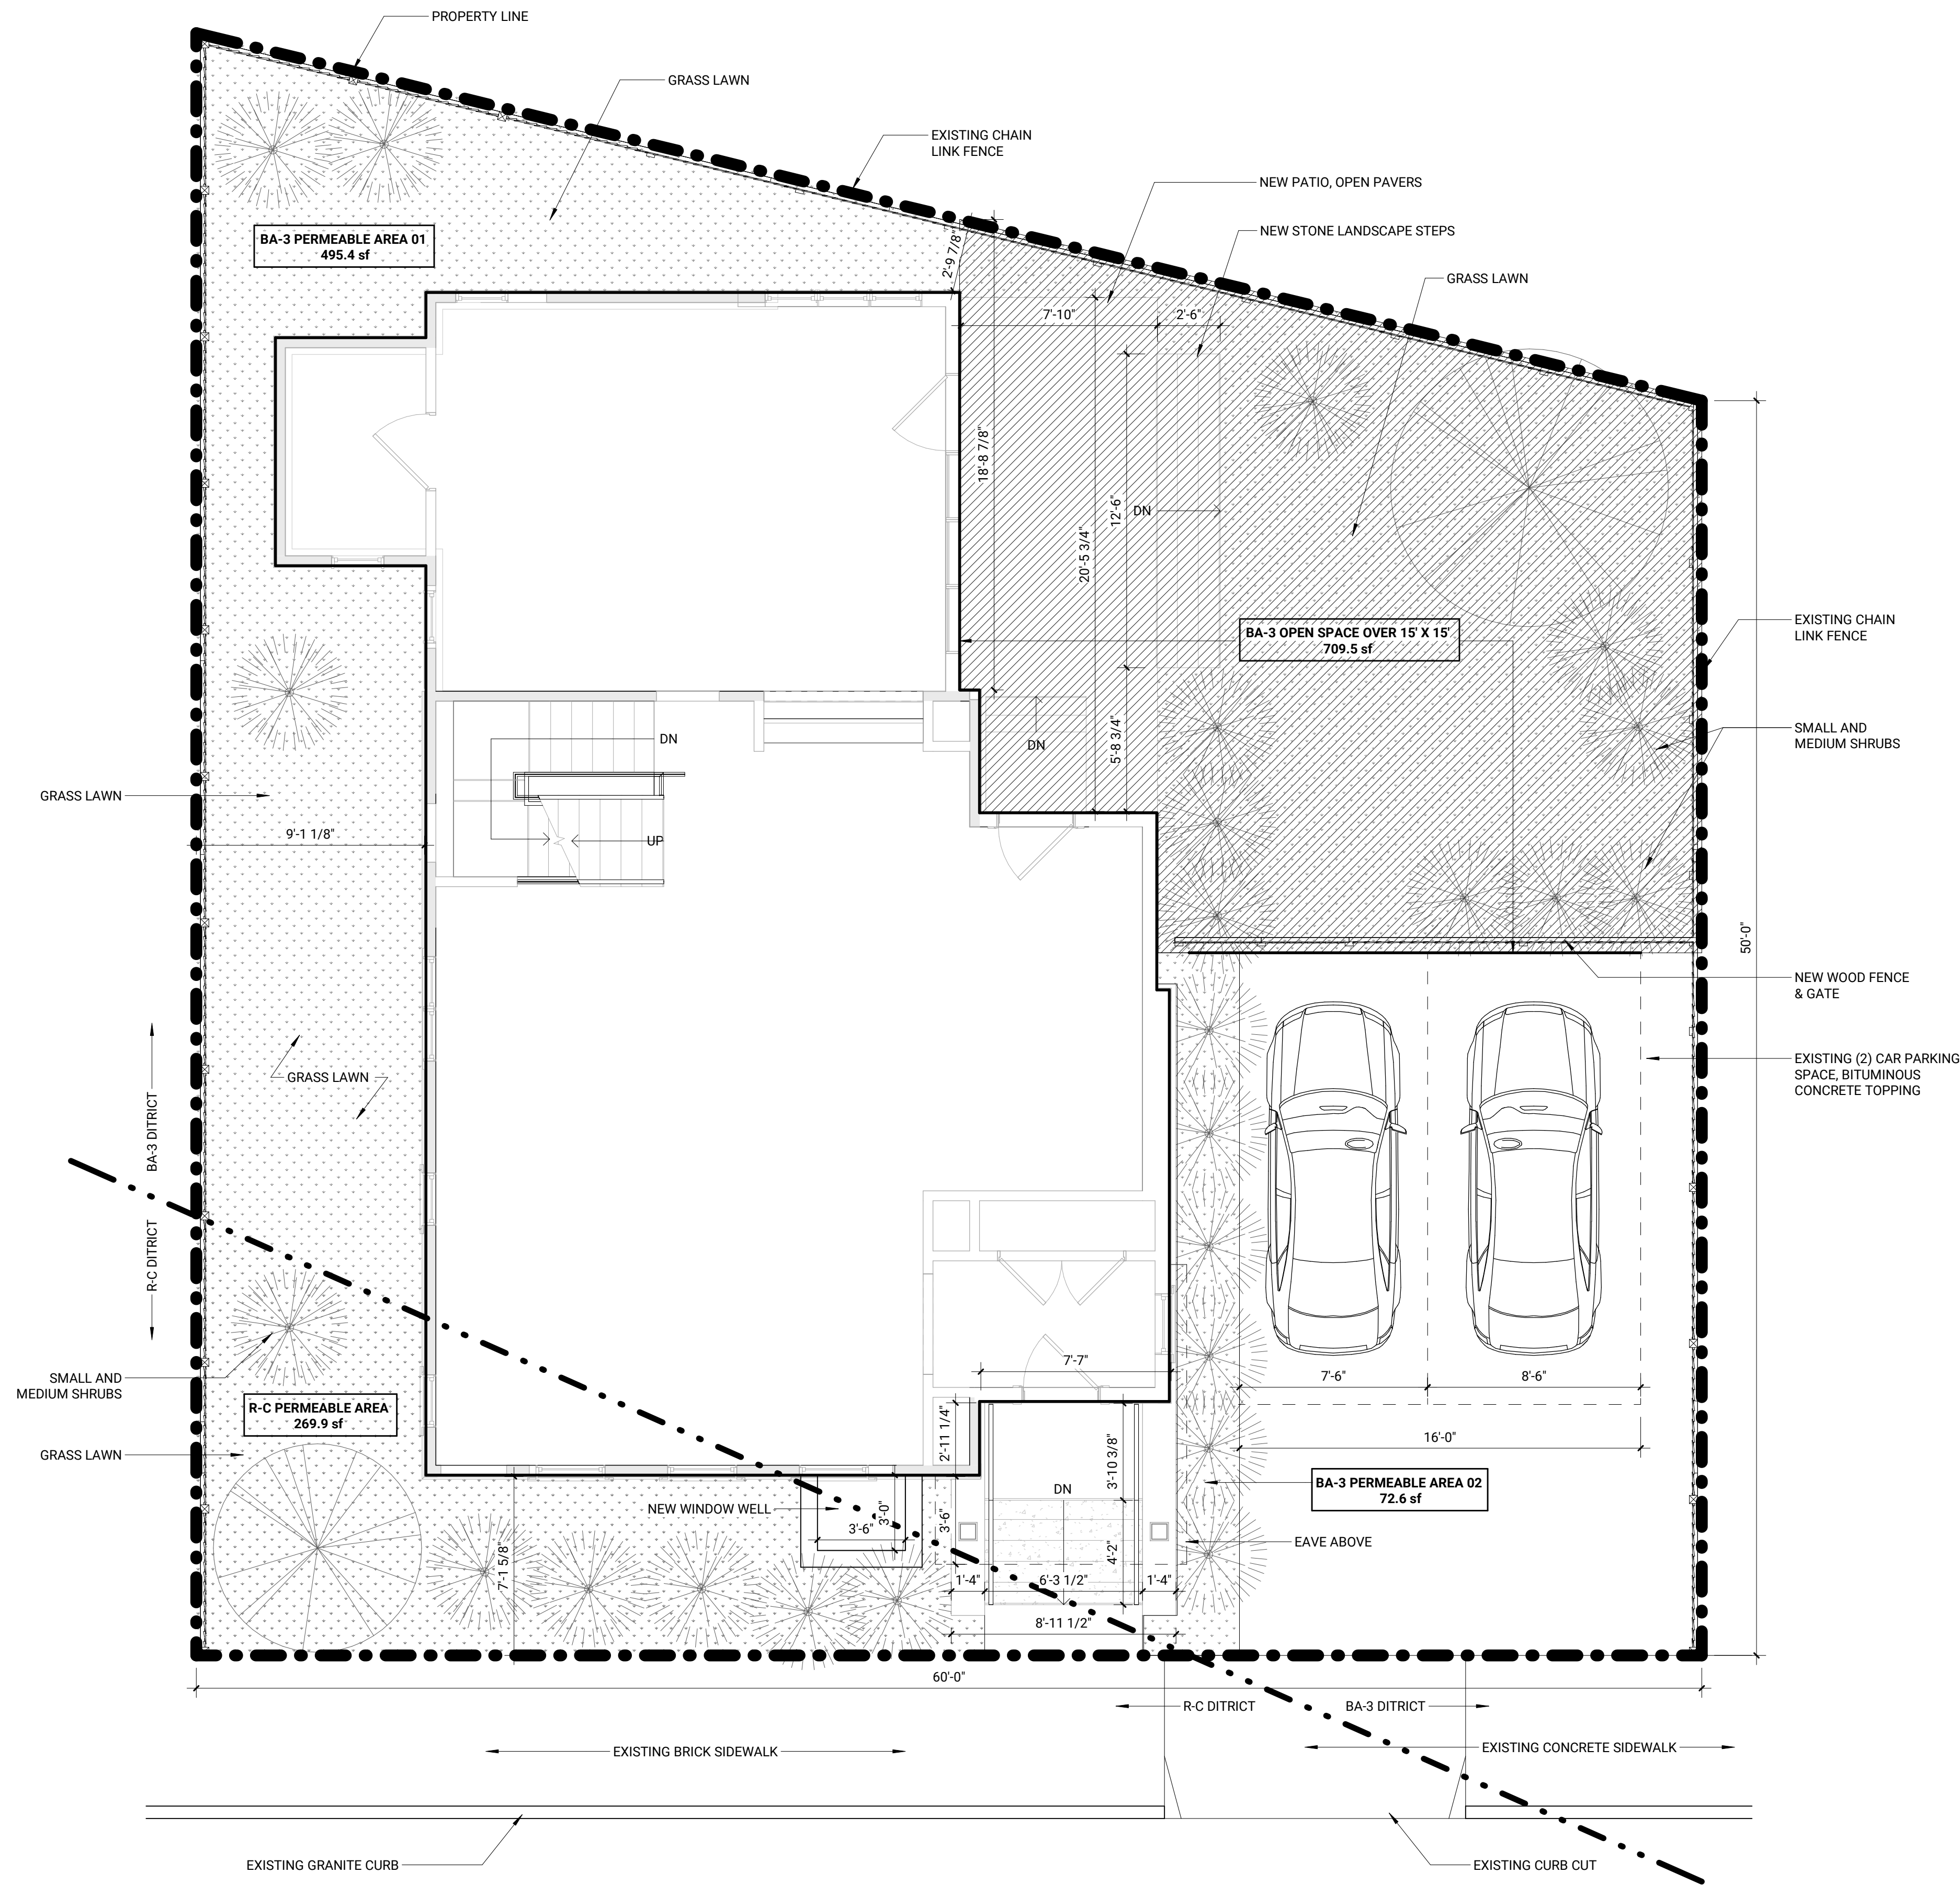 PROPERTY LINE
GRASS LAWN
EXISTING CHAIN
LINK FENCE
NEW PATIO, OPEN PAVERS
NEW STONE LANDSCAPE STEPS
GRASS LAWN
BA-3 PERMEABLE AREA 01
495.4 sf
2'-9 7/8"
7'-10"
2'-6"
18'-8 7/8"
20'-5 3/4"
12'-6"
DN
BA-3 OPEN SPACE OVER 15' X 15'
709.5 sf
EXISTING CHAIN
LINK FENCE
SMALL AND
MEDIUM SHRUBS
DN
DN
5'-8 3/4"
GRASS LAWN
9'-1 1/8"
UP
50'-0"
NEW WOOD FENCE
& GATE
EXISTING (2) CAR PARKING
SPACE, BITUMINOUS
CONCRETE TOPPING
GRASS LAWN
BA-3 DITRICT
R-C DITRICT
SMALL AND
MEDIUM SHRUBS
R-C PERMEABLE AREA
269.9 sf
GRASS LAWN
7'-7"
7'-6"
8'-6"
16'-0"
2'-11 1/4"
3'-10 3/8"
BA-3 PERMEABLE AREA 02
72.6 sf
DN
NEW WINDOW WELL
3'-6"
3'-0"
3'-6"
4'-2"
EAVE ABOVE
7'-1 5/8"
1'-4"
6'-3 1/2"
1'-4"
8'-11 1/2"
60'-0"
R-C DITRICT
BA-3 DITRICT
EXISTING BRICK SIDEWALK
EXISTING CONCRETE SIDEWALK
EXISTING GRANITE CURB
EXISTING CURB CUT